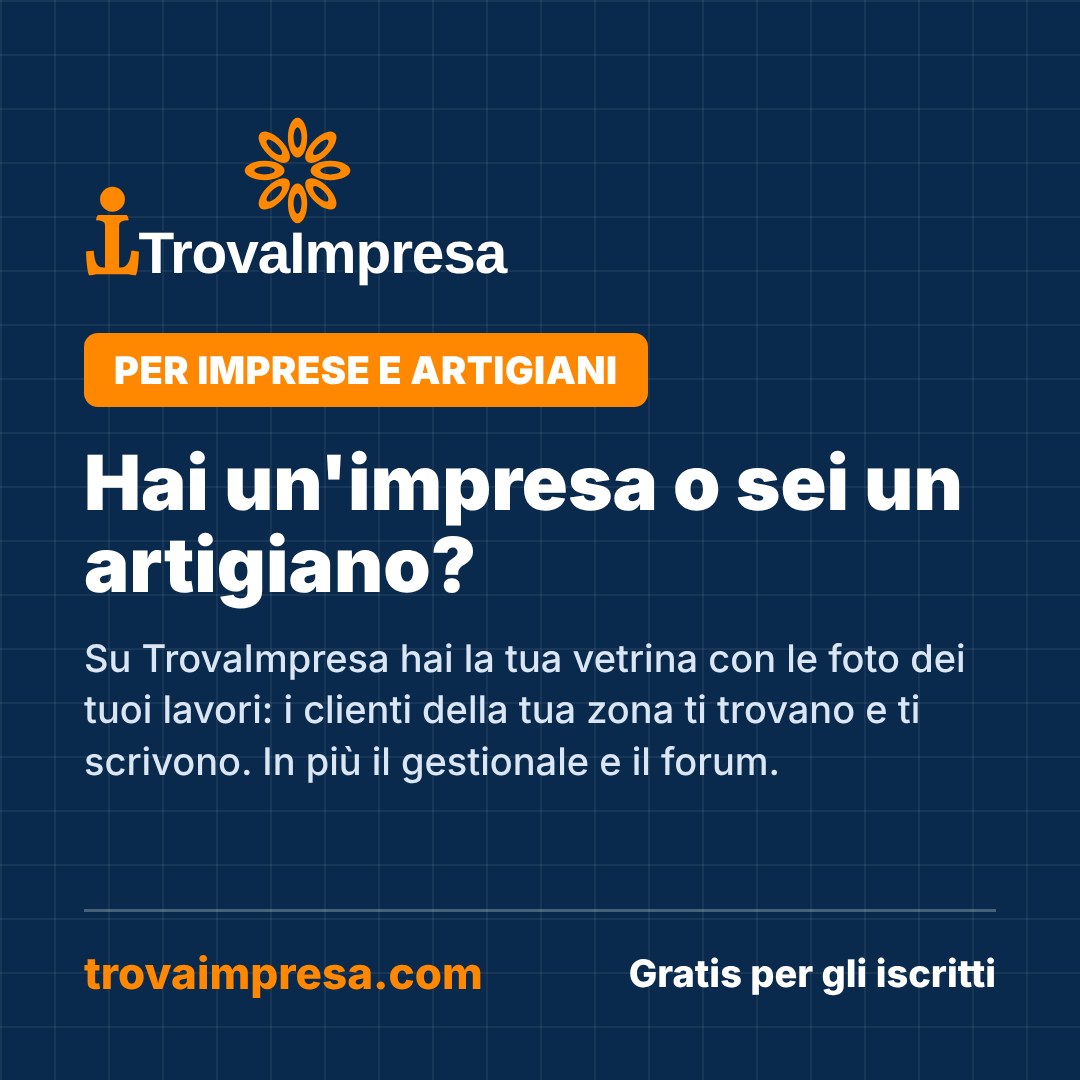 TrovaImpresa
PER IMPRESE E ARTIGIANI
Hai un'impresa o sei un
artigiano?
Su TrovaImpresa hai la tua vetrina con le foto dei
tuoi lavori: i clienti della tua zona ti trovano e ti
scrivono. In più il gestionale e il forum.
trovaimpresa.com
Gratis per gli iscritti